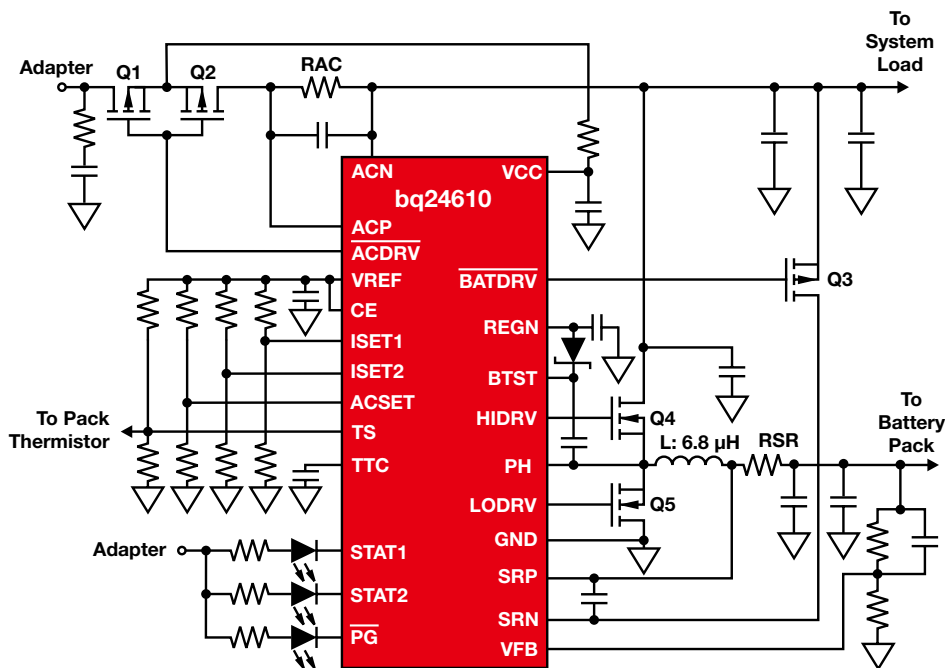 To
System
Load
Adapter
Q1
Q2
RAC
ACN
VCC
bq24610
ACP
ACDRV
VREF
BATDRV
Q3
CE
REGN
ISET1
ISET2
BTST
ACSET
HIDRV
Q4
To Pack
Thermistor
TS
To
Battery
Pack
L: 6.8 µH
RSR
TTC
PH
LODRV
Q5
GND
Adapter
STAT1
SRP
STAT2
SRN
PG
VFB